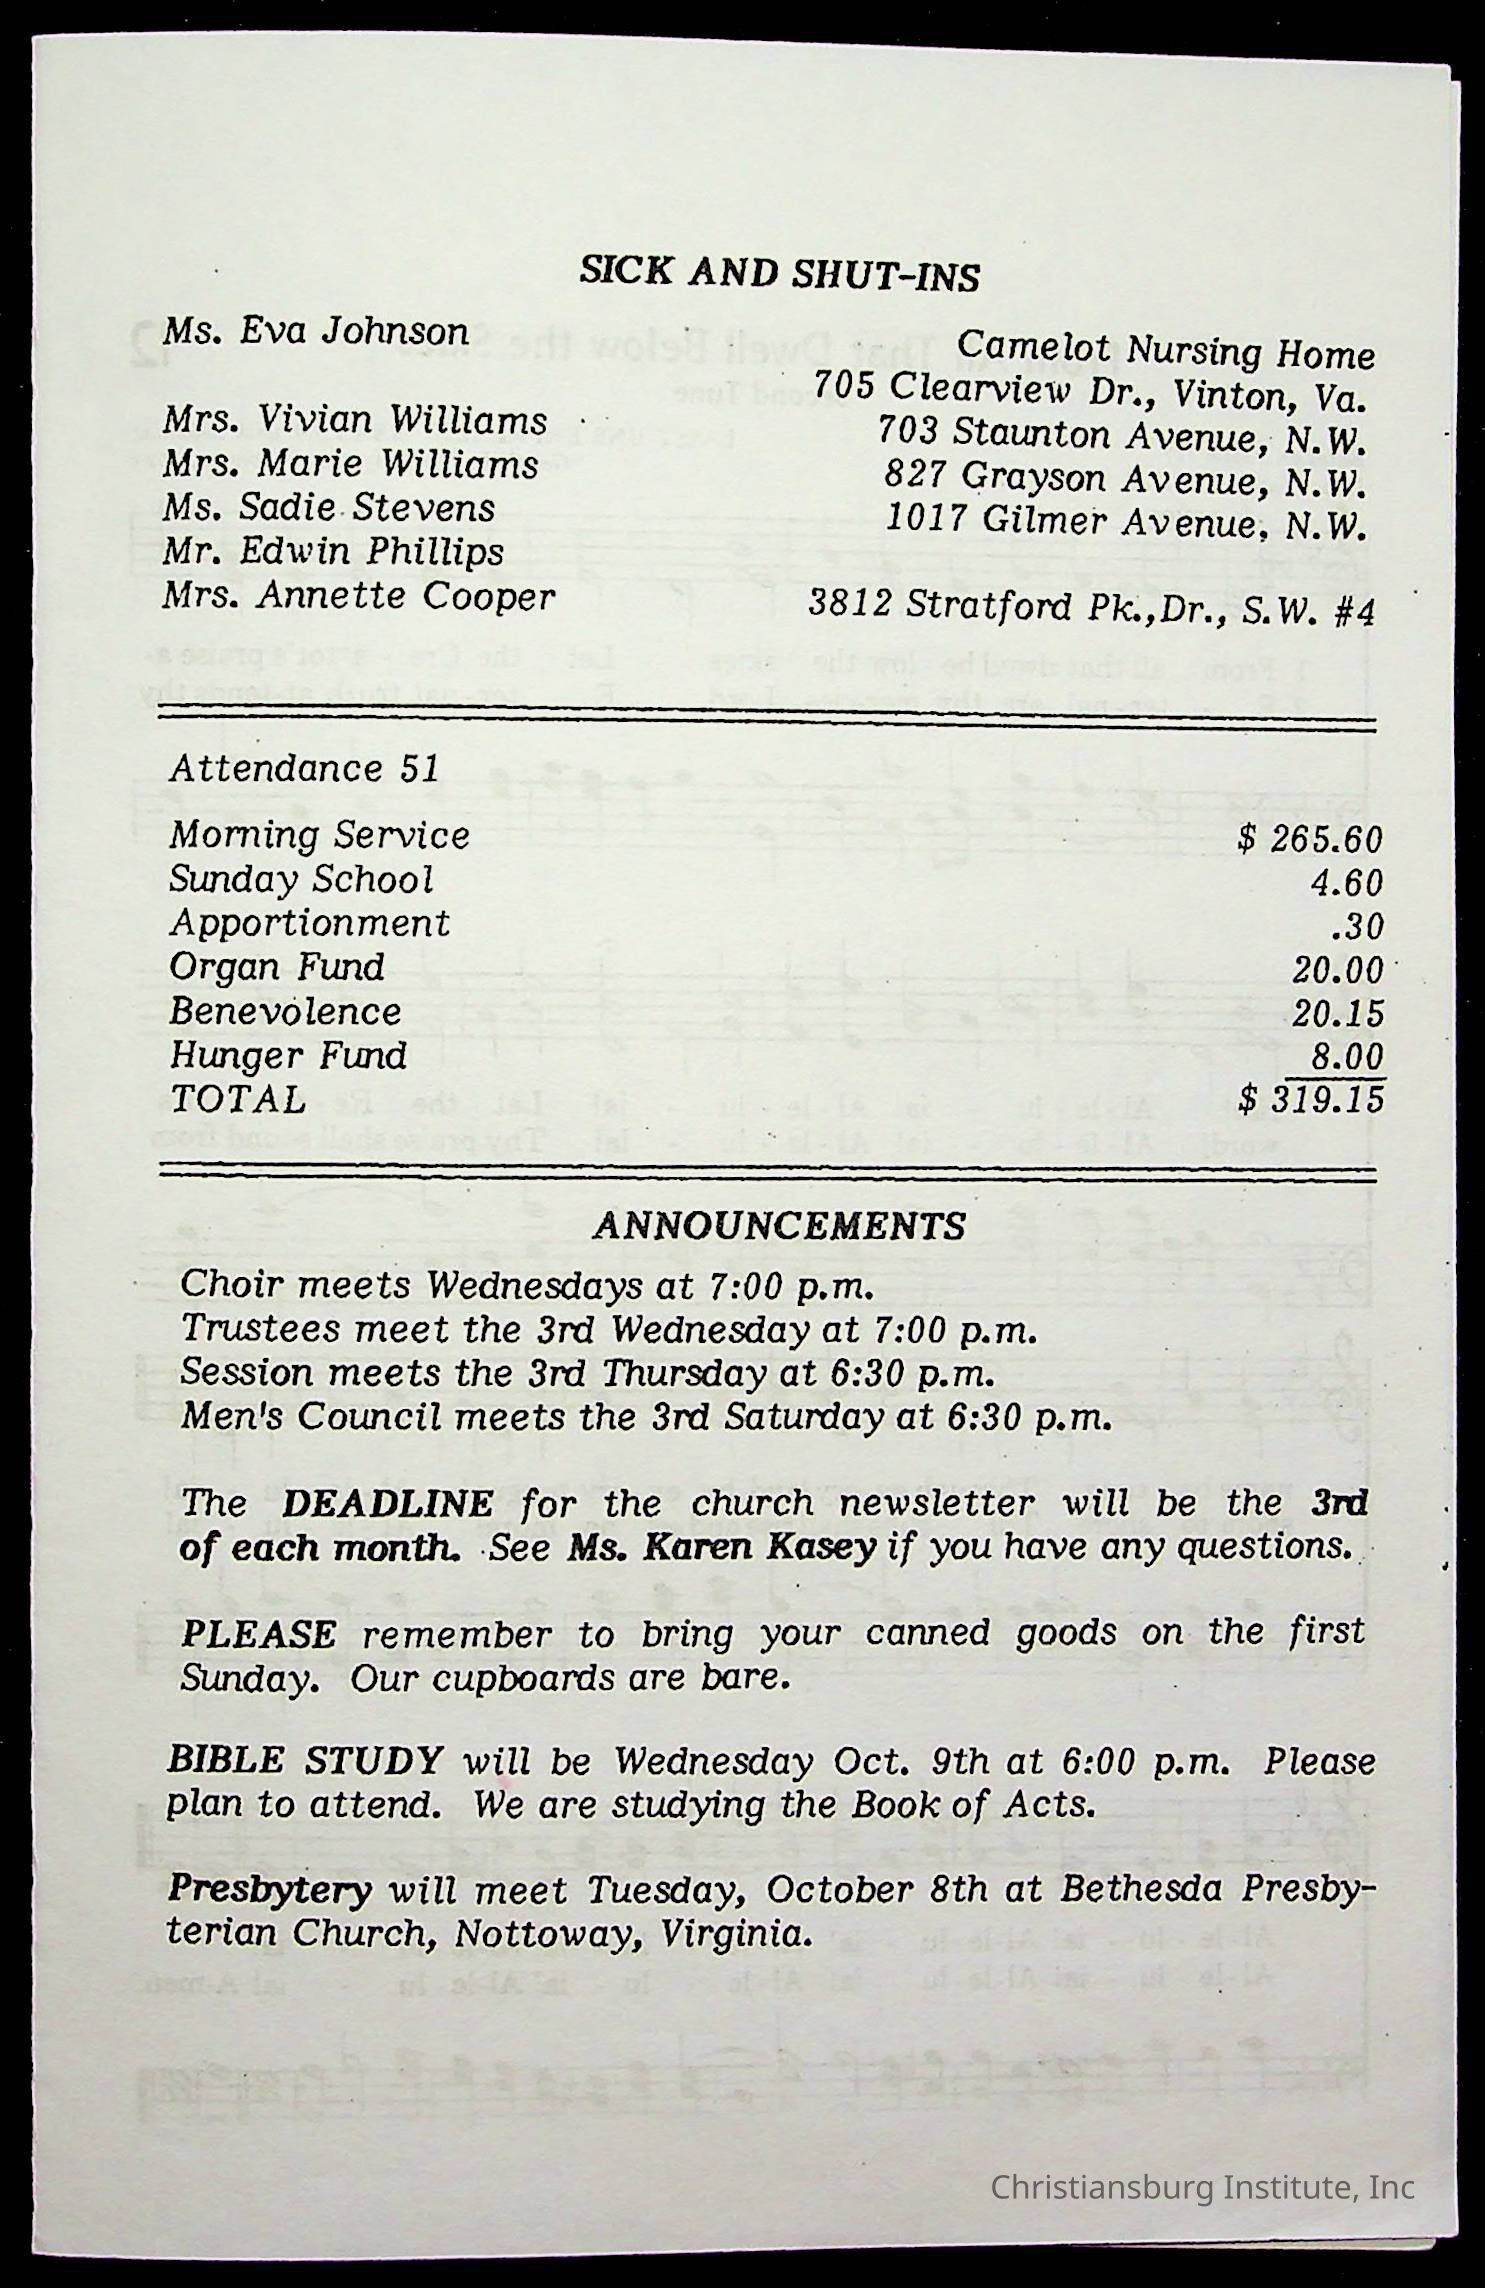 SICK AND SHUT-INS
Ms. Eva Johnson Camelot Nursing Home
705 Clearview Dr., Vinton, Va.
Mrs. Vivian Williams 703 Staunton Avenue, N.W.
Mrs. Marie Williams 827 Grayson Avenue, N.W.
Ms. Sadie Stevens 1017 Gilmer Avenue, N.W.
Mr. Edwin Phillips
Mrs. Annette Cooper 3812 Stratford Pk.,Dr., S.W. #4
Attendance 51
Morning Service $ 265.60
Sunday School 4.60
Apportionment .30
Organ Fund 20.00
Benevolence 20.15
Hunger Fund 8.00
TOTAL $ 319.15
ANNOUNCEMENTS
Choir meets Wednesdays at 7:00 p.m.
Trustees meet the 3rd Wednesday at 7:00 p.m.
Session meets the 3rd Thursday at 6:30 p.m.
Men's Council meets the 3rd Saturday at 6:30 p.m.
The DEADLINE for the church newsletter will be the 3rd
of each month. See Ms. Karen Kasey if you have any questions.
PLEASE remember to bring your canned goods on the first
Sunday. Our cupboards are bare.
BIBLE STUDY will be Wednesday Oct. 9th at 6:00 p.m. Please
plan to attend. We are studying the Book of Acts.
Presbytery will meet Tuesday, October 8th at Bethesda Presby-
terian Church, Nottoway, Virginia.
Christiansburg Institute, Inc